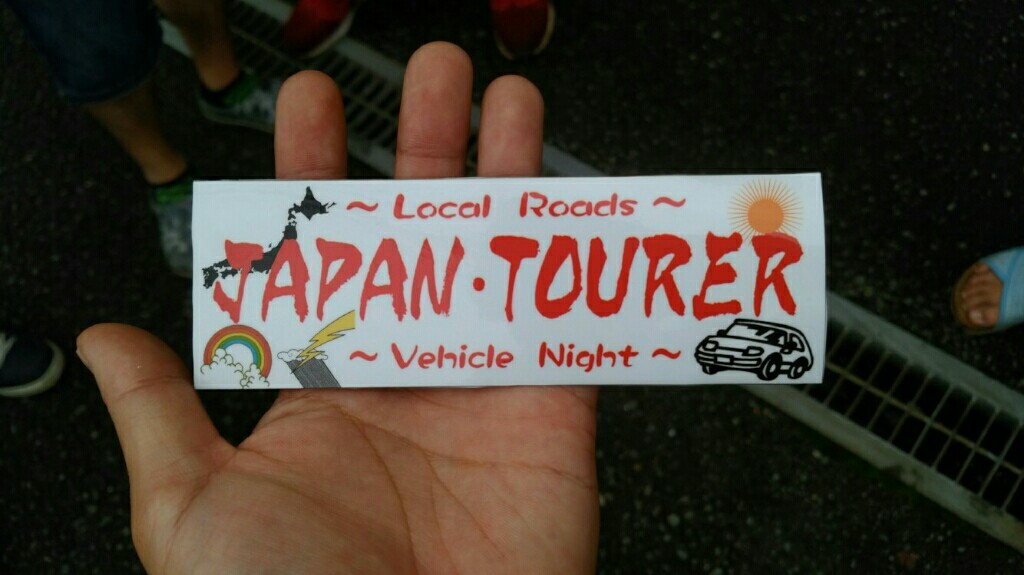 ~ Local Roads ~
JAPAN・TOURER
~ Vehicle Night ~